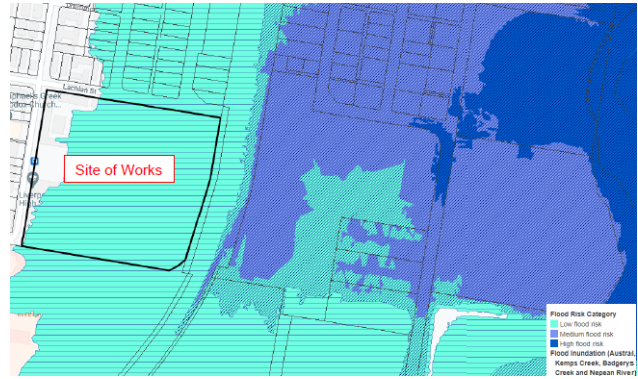 Lachlan St
Site of Works
High
Flood Risk Category
Low flood risk
Medium flood risk
High flood risk
Flood Inundation (Austral,
Kemps Creek, Badgerys
Creek and Nepean River)